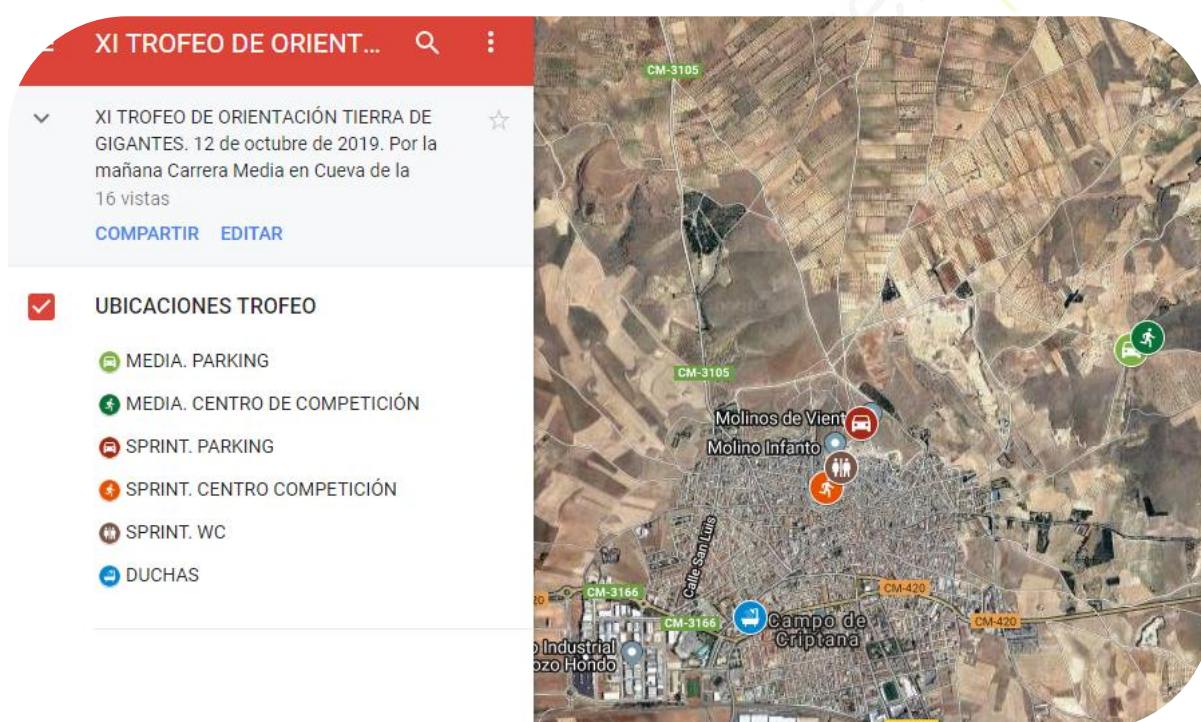 XI TROFEO DE ORIENT...
XI TROFEO DE ORIENTACIÓN TIERRA DE
GIGANTES. 12 de octubre de 2019. Por la
mañana Carrera Media en Cueva de la
16 vistas
COMPARTIR EDITAR
UBICACIONES TROFEO
MEDIA. PARKING
MEDIA. CENTRO DE COMPETICIÓN
SPRINT. PARKING
SPRINT. CENTRO COMPETICIÓN
SPRINT. WC
DUCHAS
CM-3105
CM-3105
Molinos de Vient
Molino Infanto
Calle San Luis
CM-420
20
CM-3166
CM-3166
CM-420
Campo de
Criptana
Industrial
ozo Hondo